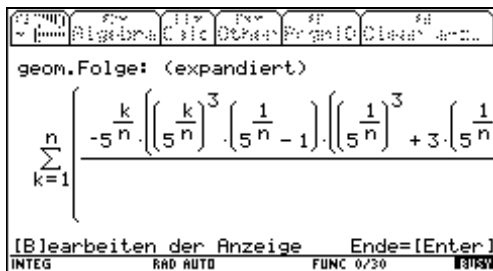 Algebra Calc Other PrgmIO Clean
geom.Folge: (expandiert)
n
∑
k=1
-5^(k/n)·((5^(k/n))^3·(5^(1/n)-1)·((5^(1/n))^3+3·(5^(1/n)
[B]earbeiten der Anzeige Ende=[Enter]
INTEG RAD AUTO FUNC 0/30 BUSY